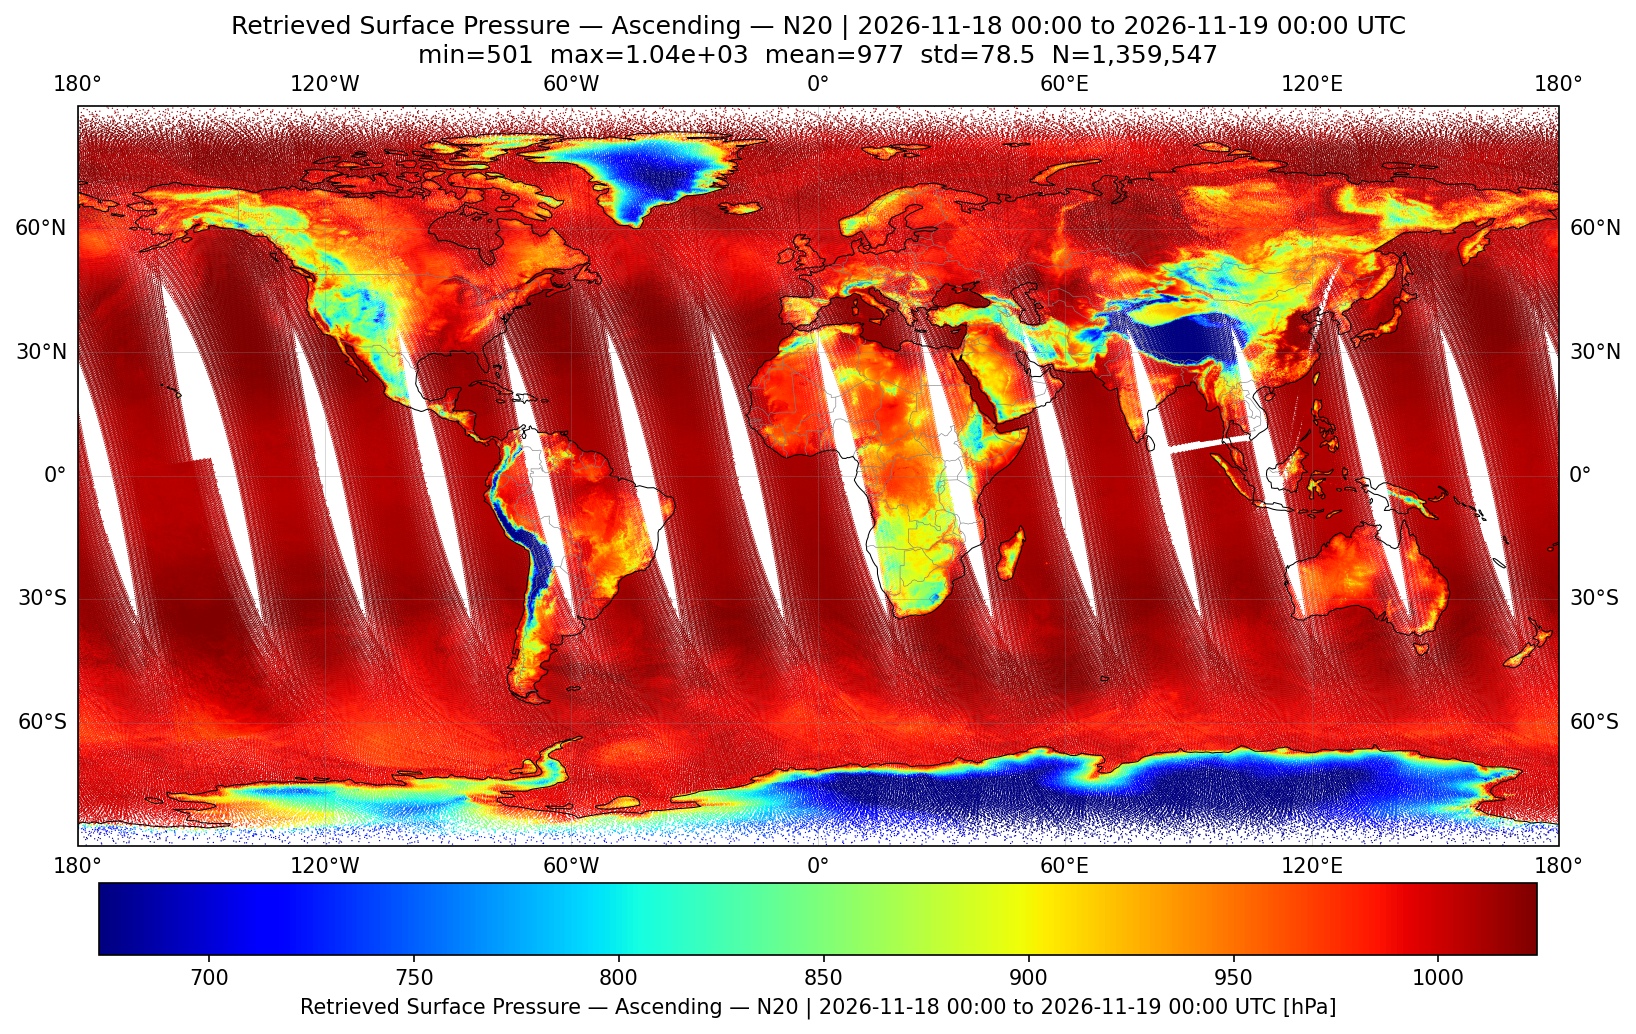 Retrieved Surface Pressure — Ascending — N20 | 2026-11-18 00:00 to 2026-11-19 00:00 UTC
min=501 max=1.04e+03 mean=977 std=78.5 N=1,359,547
180° 120°W 60°W 0° 60°E 120°E 180°
60°N 60°N
30°N 30°N
0° 0°
30°S 30°S
60°S 60°S
180° 120°W 60°W 0° 60°E 120°E 180°
700 750 800 850 900 950 1000
Retrieved Surface Pressure — Ascending — N20 | 2026-11-18 00:00 to 2026-11-19 00:00 UTC [hPa]